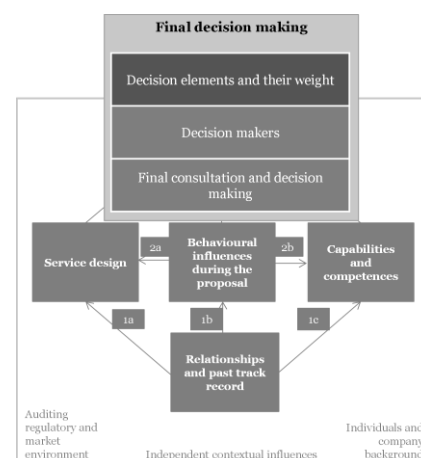 Final decision making
Decision elements and their weight
Decision makers
Final consultation and decision
making
2a
2b
Service design
Behavioural
influences
during the
proposal
Capabilities
and
competences
1a
1b
1c
Relationships
and past track
record
Auditing
regulatory and
market
environment
Independent contextual influences
Individuals and
company
background